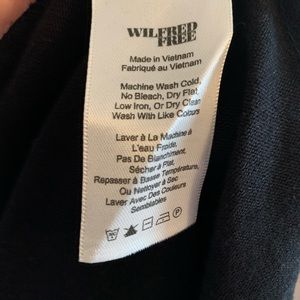 WILFRED
FREE
Made in Vietnam
Fabriqué au Vietnam
Machine Wash Cold,
No Bleach, Dry Flat,
Low Iron, Or Dry Clean
Wash With Like Colours
Laver À La Machine à
L'eau Froide,
Pas De Blanchiment,
Sécher à Plat,
Repasser à Basse Température,
Ou Nettoyer à Sec
Laver Avec Des Couleurs
Semblables